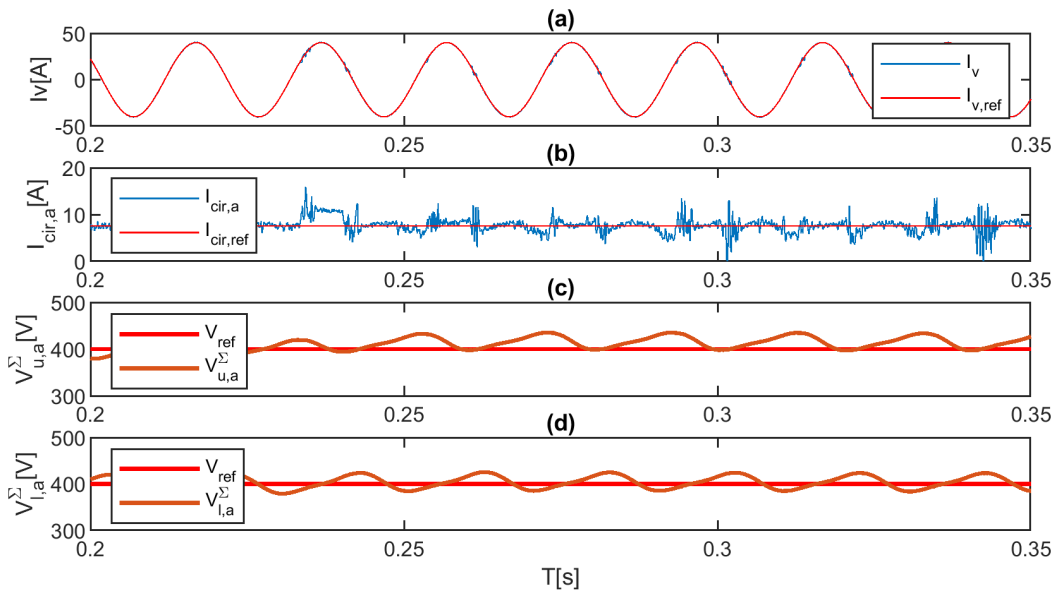 (a)
Iv[A]
50
0
-50
I_v
I_v,ref
0.2 0.25 0.3 0.35
(b)
I_cir,a[A]
20
10
0
I_cir,a
I_cir,ref
0.2 0.25 0.3 0.35
(c)
V^Σ_u,a[V]
500
400
300
V_ref
V^Σ_u,a
0.2 0.25 0.3 0.35
(d)
V^Σ_l,a[V]
500
400
300
V_ref
V^Σ_l,a
0.2 0.25 0.3 0.35
T[s]